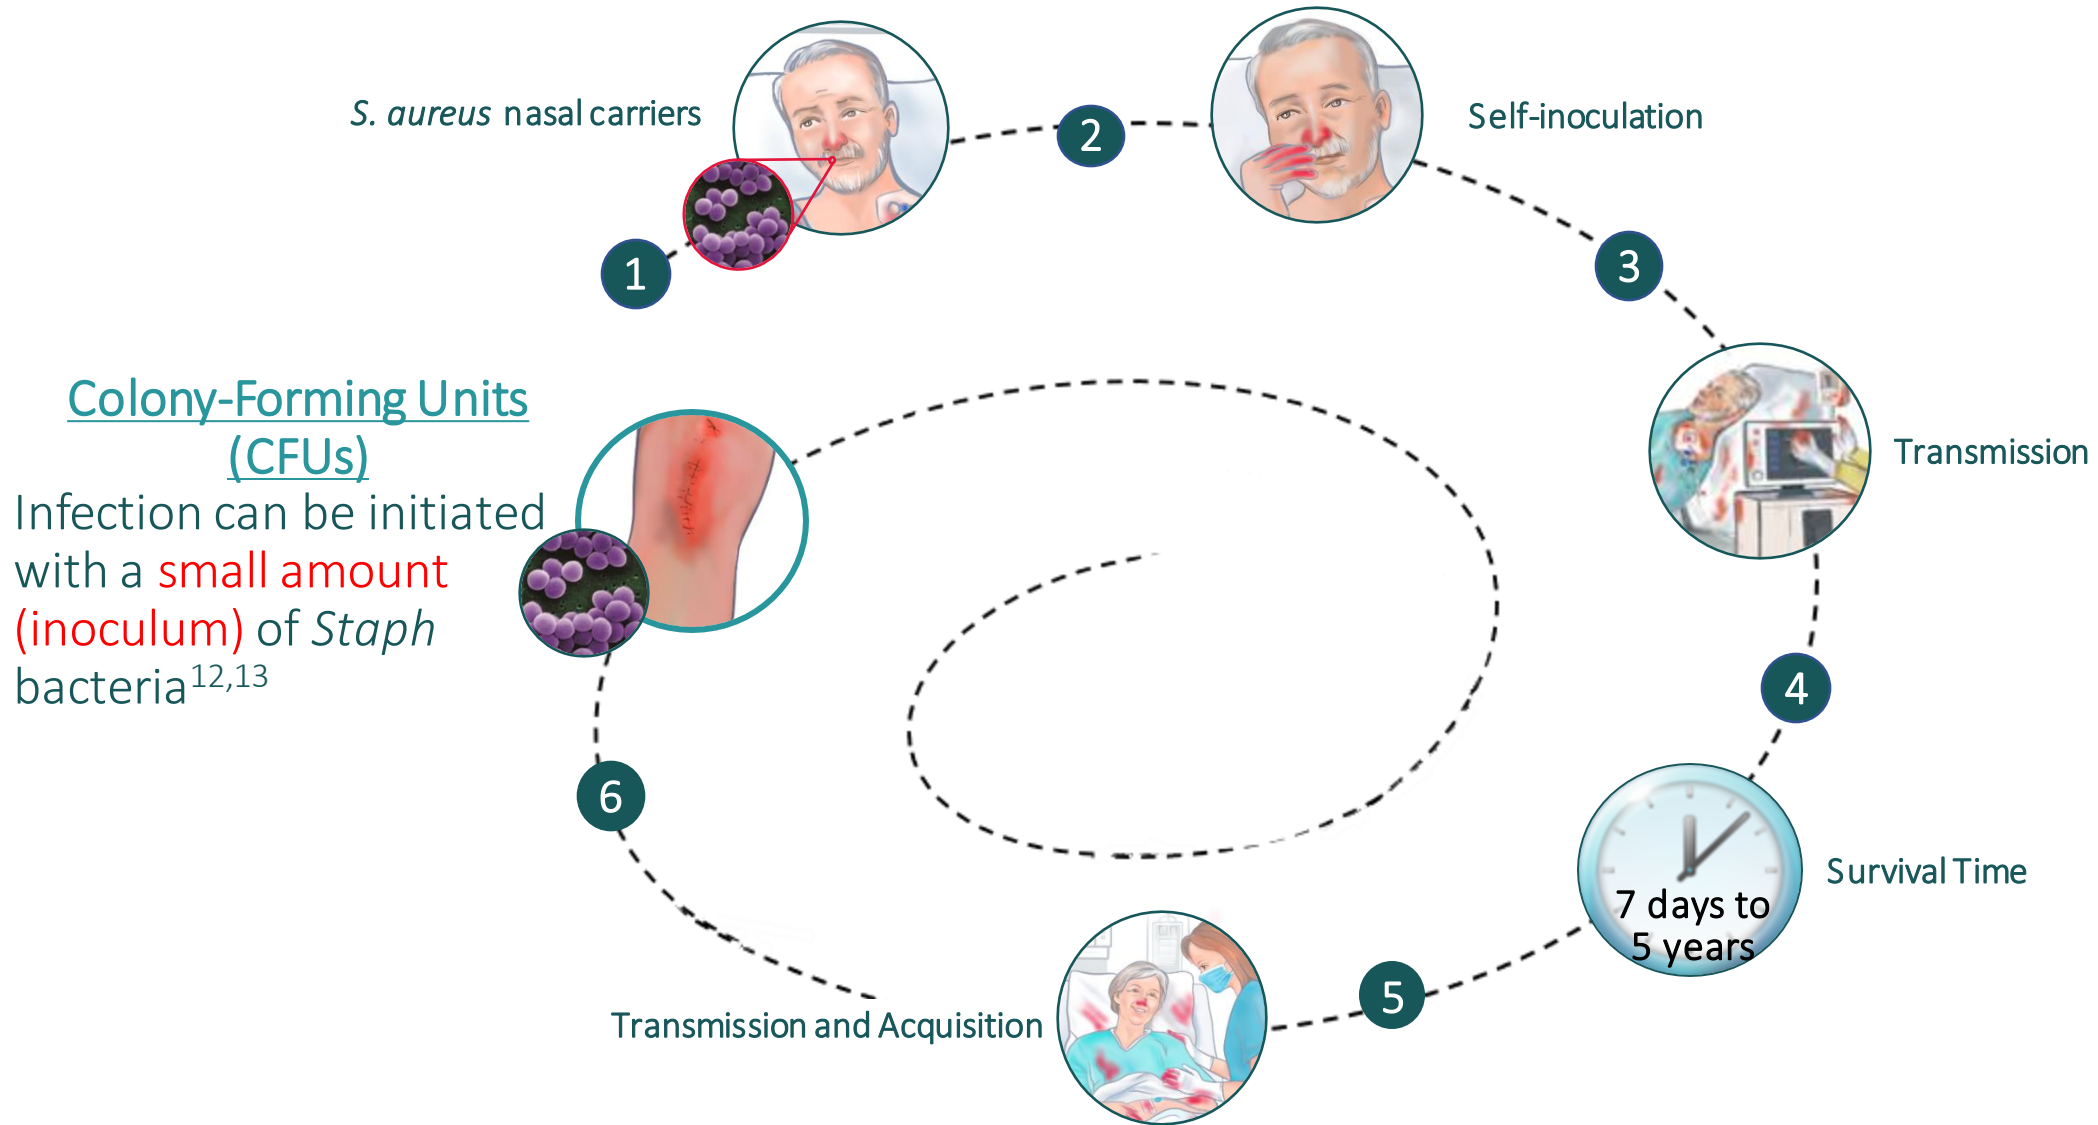 S. aureus nasal carriers
1
2
Self-inoculation
3
Transmission
4
7 days to
5 years
Survival Time
5
Transmission and Acquisition
6
Colony-Forming Units
(CFUs)
Infection can be initiated
with a small amount
(inoculum) of Staph
bacteria12,13